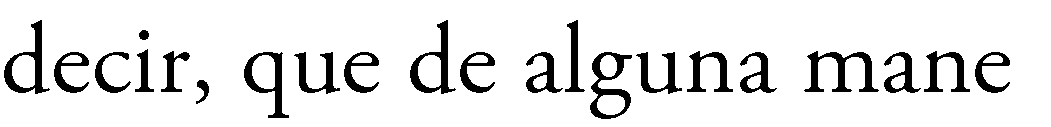 decir, que de alguna mane